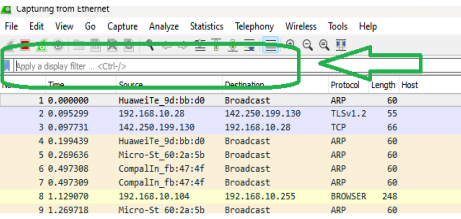 Capturing from Ethernet
File Edit View Go Capture Analyze Statistics Telephony Wireless Tools Help
Apply a display filter ... <Ctrl-/>
No. Time Source Destination Protocol Length Host
1 0.000000 HuaweiTe_9d:bb:d0 Broadcast ARP 60
2 0.095299 192.168.10.28 142.250.199.130 TLSv1.2 55
3 0.097731 142.250.199.130 192.168.10.28 TCP 66
4 0.199439 HuaweiTe_9d:bb:d0 Broadcast ARP 60
5 0.269636 Micro-St_60:2a:5b Broadcast ARP 60
6 0.497308 CompalIn_fb:47:4f Broadcast ARP 60
7 0.497309 CompalIn_fb:47:4f Broadcast ARP 60
8 1.129070 192.168.10.104 192.168.10.255 BROWSER 248
9 1.269718 Micro-St_60:2a:5b Broadcast ARP 60